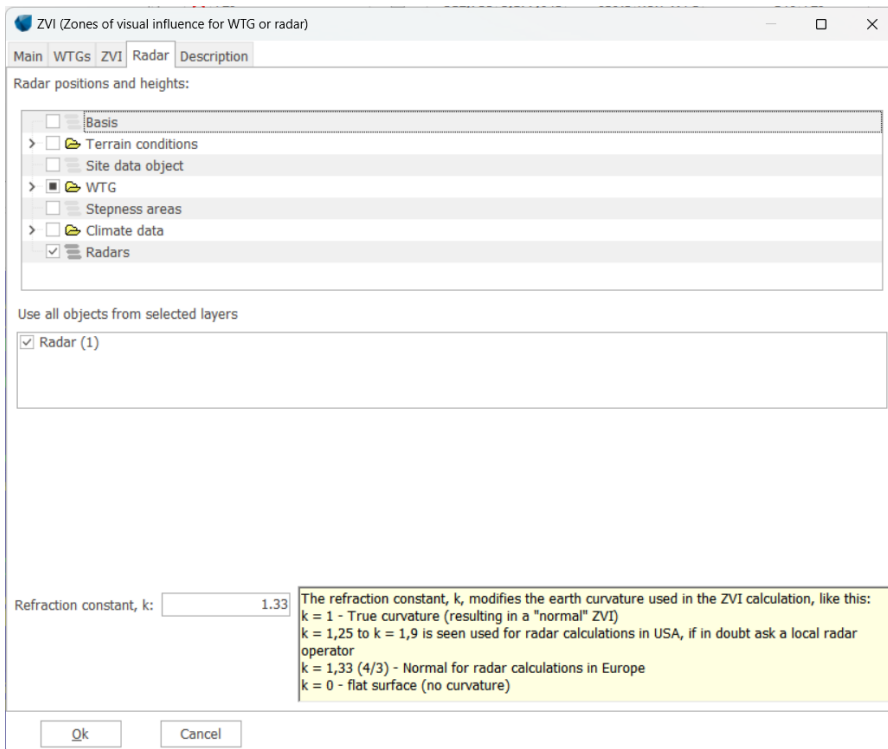 ZVI (Zones of visual influence for WTG or radar)
Main WTGs ZVI Radar Description
Radar positions and heights:
Basis
Terrain conditions
Site data object
WTG
Stepness areas
Climate data
Radars
Use all objects from selected layers
Radar (1)
Refraction constant, k: 1.33
The refraction constant, k, modifies the earth curvature used in the ZVI calculation, like this:
k = 1 - True curvature (resulting in a "normal" ZVI)
k = 1,25 to k = 1,9 is seen used for radar calculations in USA, if in doubt ask a local radar
operator
k = 1,33 (4/3) - Normal for radar calculations in Europe
k = 0 - flat surface (no curvature)
Ok Cancel